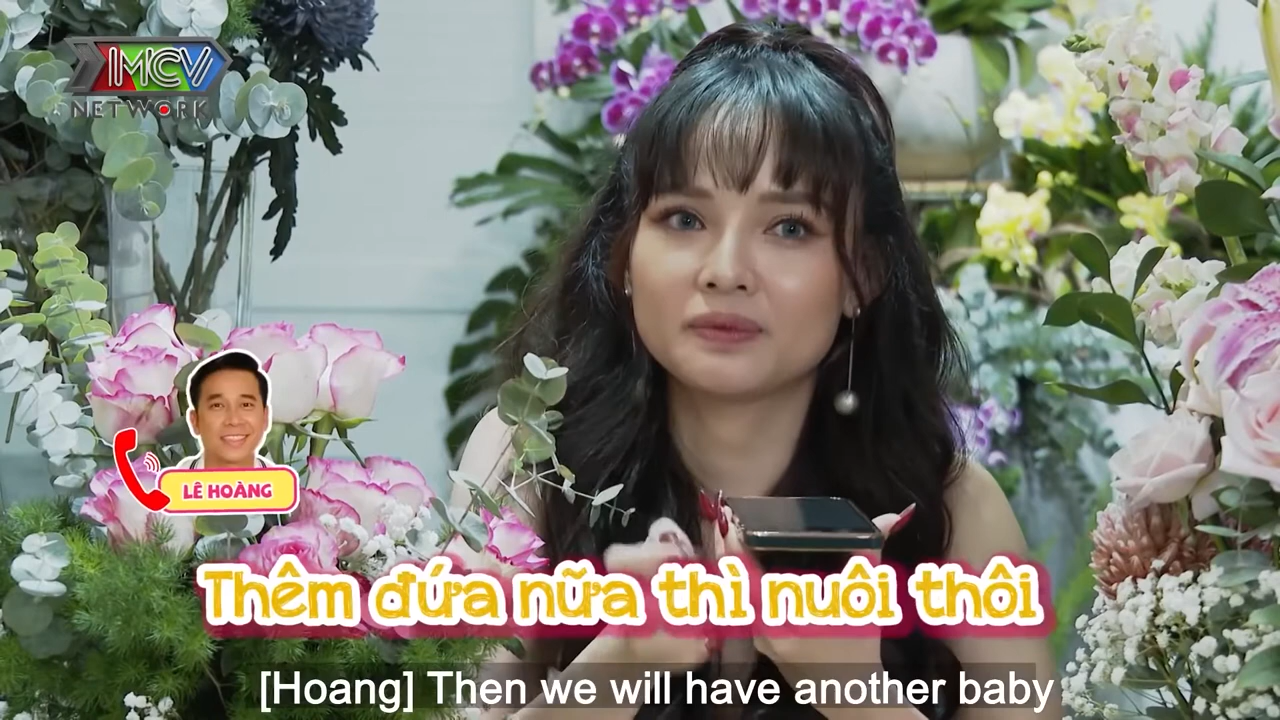 MCV
NETWORK
LÊ HOÀNG
Thêm đứa nữa thì nuôi thôi
[Hoang] Then we will have another baby